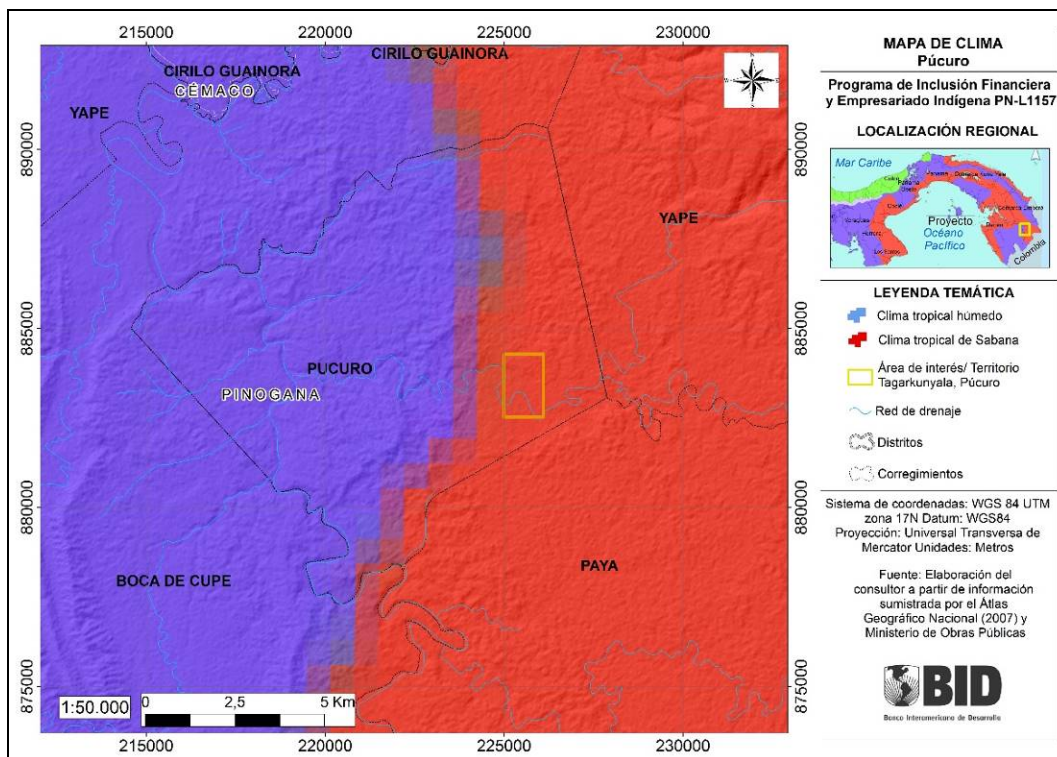 215000 220000 225000 230000
CIRILO GUAINORA
CIRILO GUAINORA
CÉMACO
YAPE
890000
890000
YAPE
885000
885000
PUCURO
PINOGANA
880000
880000
BOCA DE CUPE
PAYA
875000
875000
1:50.000
0 2,5 5 Km
215000 220000 225000 230000
MAPA DE CLIMA
Púcuro
Programa de Inclusión Financiera
y Empresariado Indígena PN-L1157
LOCALIZACIÓN REGIONAL
Mar Caribe
Proyecto
Océano
Pacífico
Colombia
LEYENDA TEMÁTICA
Clima tropical húmedo
Clima tropical de Sabana
Área de interés/ Territorio
Tagarkunyala, Púcuro
Red de drenaje
Distritos
Corregimientos
Sistema de coordenadas: WGS 84 UTM
zona 17N Datum: WGS84
Proyección: Universal Transversa de
Mercator Unidades: Metros
Fuente: Elaboración del
consultor a partir de información
sumistrada por el Átlas
Geográfico Nacional (2007) y
Ministerio de Obras Públicas
BID
Banco Interamericano de Desarrollo